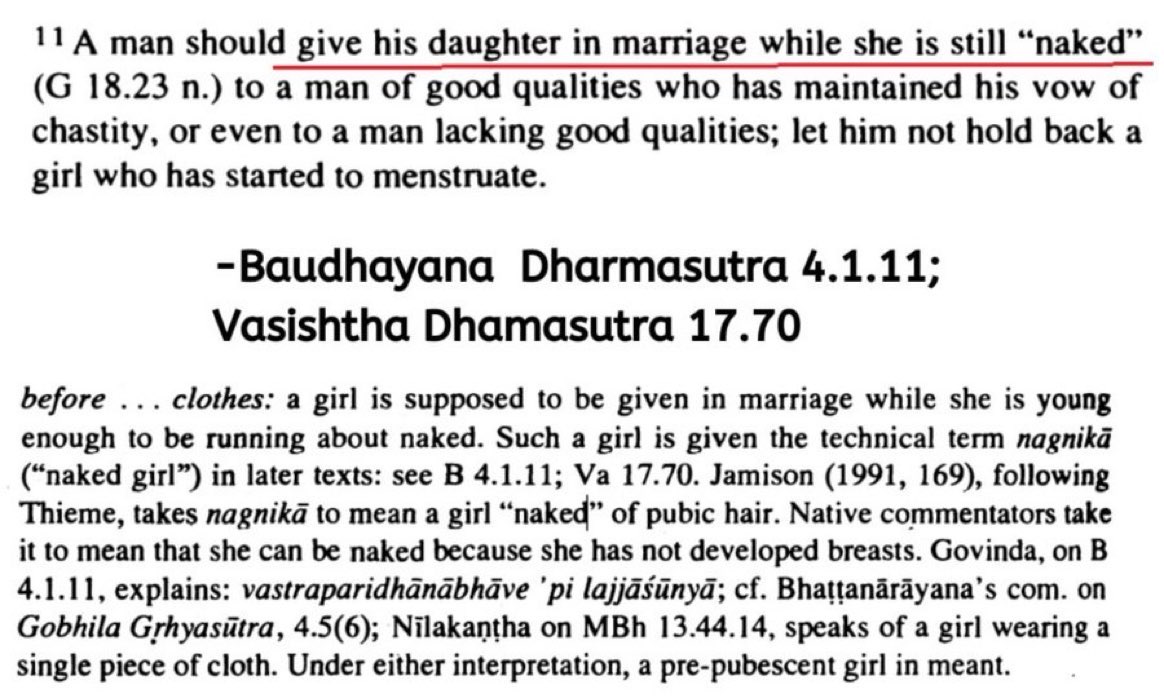 11 A man should give his daughter in marriage while she is still “naked”
(G 18.23 n.) to a man of good qualities who has maintained his vow of
chastity, or even to a man lacking good qualities; let him not hold back a
girl who has started to menstruate.
-Baudhayana Dharmasutra 4.1.11;
Vasishtha Dhamasutra 17.70
before . . . clothes: a girl is supposed to be given in marriage while she is young
enough to be running about naked. Such a girl is given the technical term nagnikā
(“naked girl”) in later texts: see B 4.1.11; Va 17.70. Jamison (1991, 169), following
Thieme, takes nagnikā to mean a girl “naked” of pubic hair. Native commentators take
it to mean that she can be naked because she has not developed breasts. Govinda, on B
4.1.11, explains: vastraparidhānābhāve 'pi lajjāśūnyā; cf. Bhaṭṭanārāyana’s com. on
Gobhila Gṛhyasūtra, 4.5(6); Nīlakaṇṭha on MBh 13.44.14, speaks of a girl wearing a
single piece of cloth. Under either interpretation, a pre-pubescent girl in meant.